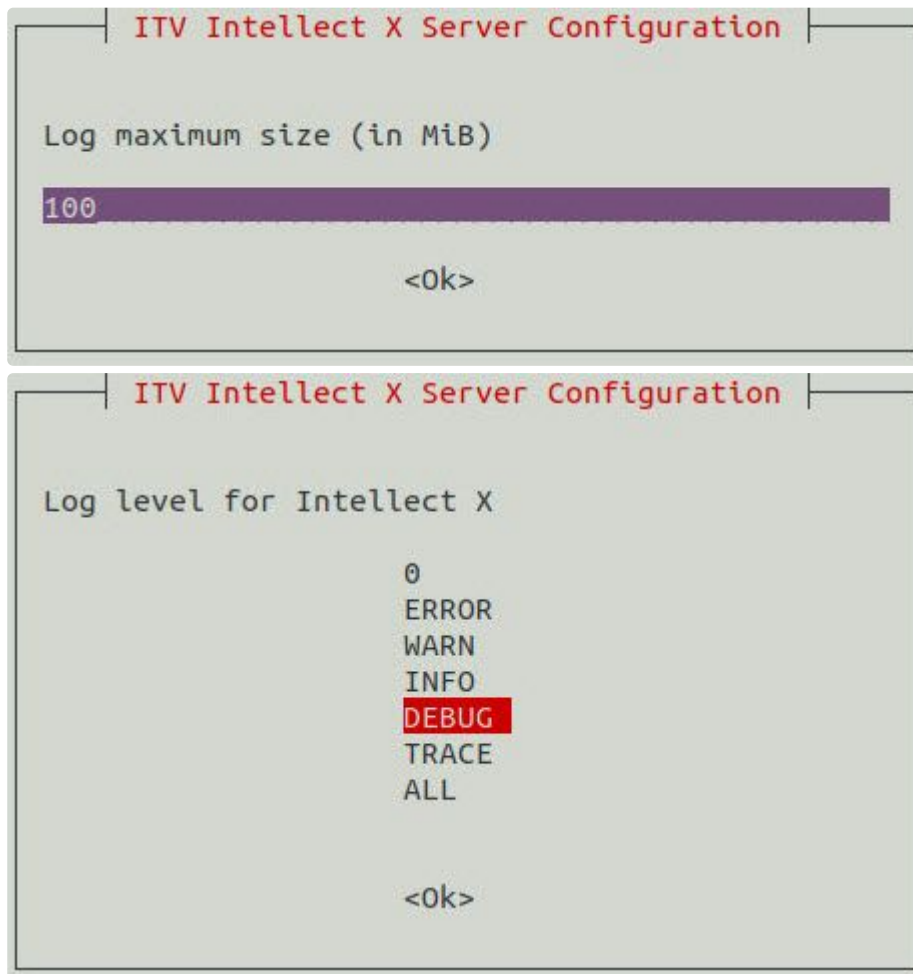 ITV Intellect X Server Configuration
Log maximum size (in MiB)
100
<Ok>
ITV Intellect X Server Configuration
Log level for Intellect X
0
ERROR
WARN
INFO
DEBUG
TRACE
ALL
<Ok>